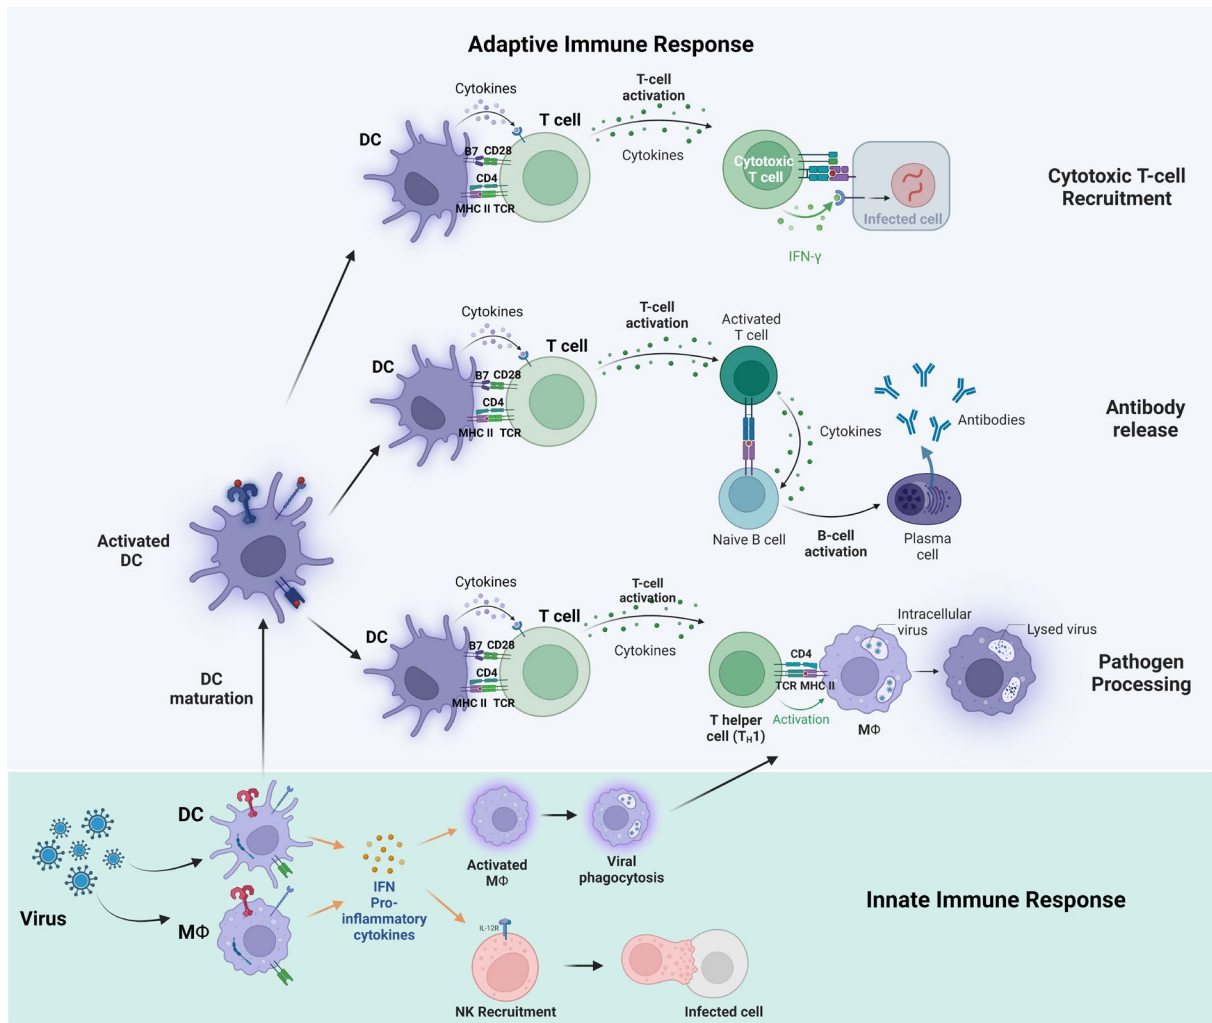 Adaptive Immune Response
Cytokines
DC
T cell
B7 CD28
CD4
MHC II TCR
T-cell
activation
Cytokines
Cytotoxic
T cell
Infected cell
IFN-γ
Cytotoxic T-cell
Recruitment
Cytokines
DC
T cell
B7 CD28
CD4
MHC II TCR
T-cell
activation
Activated
T cell
Cytokines
Naive B cell
B-cell
activation
Antibodies
Plasma
cell
Antibody
release
Activated
DC
Cytokines
DC
T cell
B7 CD28
CD4
MHC II TCR
T-cell
activation
Cytokines
CD4
TCR MHC II
T helper
cell (TH1)
Activation
Intracellular
virus
MΦ
Lysed virus
Pathogen
Processing
DC
maturation
Virus
DC
MΦ
IFN
Pro-
inflammatory
cytokines
Activated
MΦ
Viral
phagocytosis
Innate Immune Response
IL-12R
NK Recruitment
Infected cell